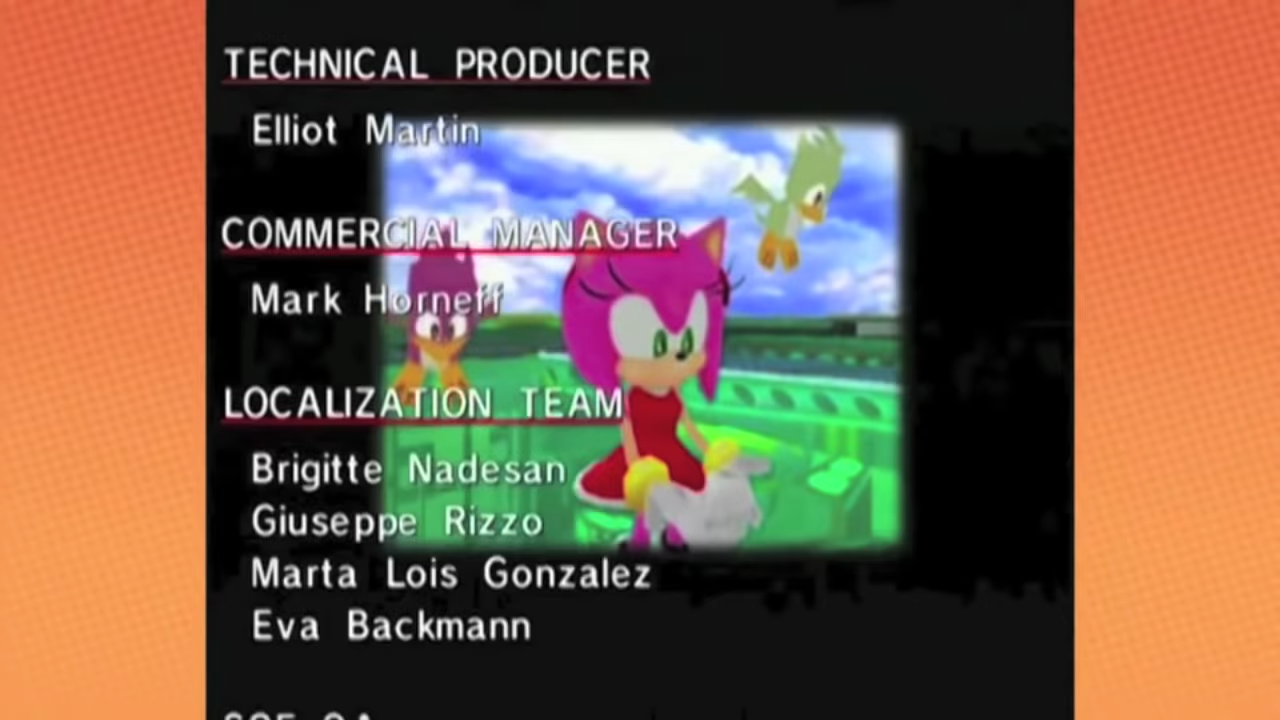 TECHNICAL PRODUCER
Elliot Martin
COMMERCIAL MANAGER
Mark Horneff
LOCALIZATION TEAM
Brigitte Nadesan
Giuseppe Rizzo
Marta Lois Gonzalez
Eva Backmann